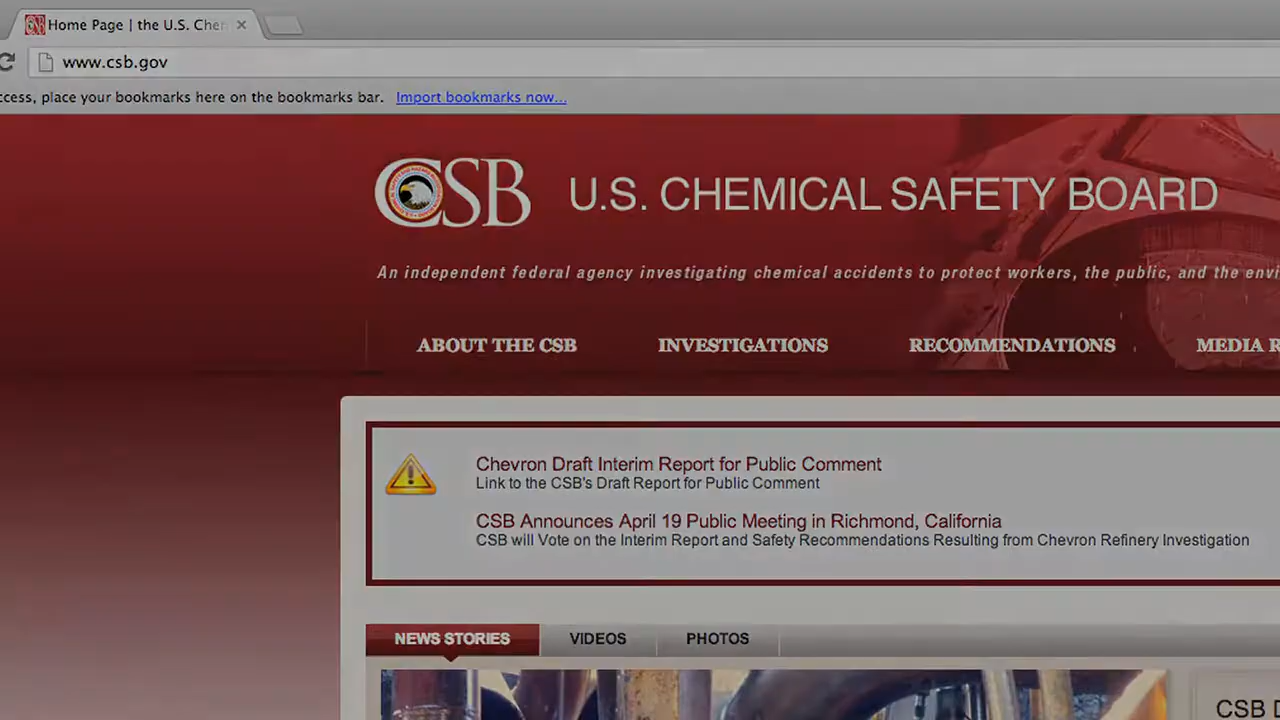 Home Page | the U.S. Chem
www.csb.gov
ccess, place your bookmarks here on the bookmarks bar. Import bookmarks now...
CSB U.S. CHEMICAL SAFETY BOARD
An independent federal agency investigating chemical accidents to protect workers, the public, and the envi
ABOUT THE CSB INVESTIGATIONS RECOMMENDATIONS MEDIA R
Chevron Draft Interim Report for Public Comment
Link to the CSB's Draft Report for Public Comment
CSB Announces April 19 Public Meeting in Richmond, California
CSB will Vote on the Interim Report and Safety Recommendations Resulting from Chevron Refinery Investigation
NEWS STORIES VIDEOS PHOTOS
CSB D